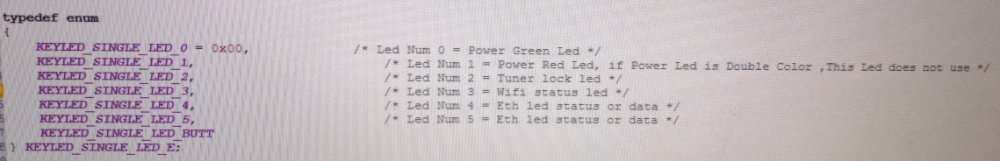 typedef enum
{
KEYLED_SINGLE_LED_0 = 0x00, /* Led Num 0 = Power Green Led */
KEYLED_SINGLE_LED_1, /* Led Num 1 = Power Red Led, if Power Led is Double Color ,This Led does not use */
KEYLED_SINGLE_LED_2, /* Led Num 2 = Tuner lock led */
KEYLED_SINGLE_LED_3, /* Led Num 3 = Wifi status led */
KEYLED_SINGLE_LED_4, /* Led Num 4 = Eth led status or data */
KEYLED_SINGLE_LED_5, /* Led Num 5 = Eth led status or data */
KEYLED_SINGLE_LED_BUTT
} KEYLED_SINGLE_LED_E;